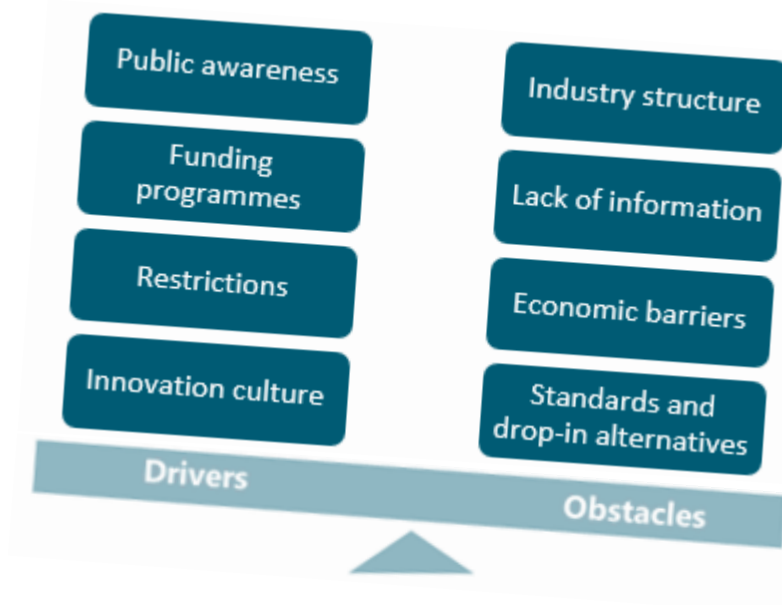 Public awareness
Funding
programmes
Restrictions
Innovation culture
Drivers
Industry structure
Lack of information
Economic barriers
Standards and
drop-in alternatives
Obstacles